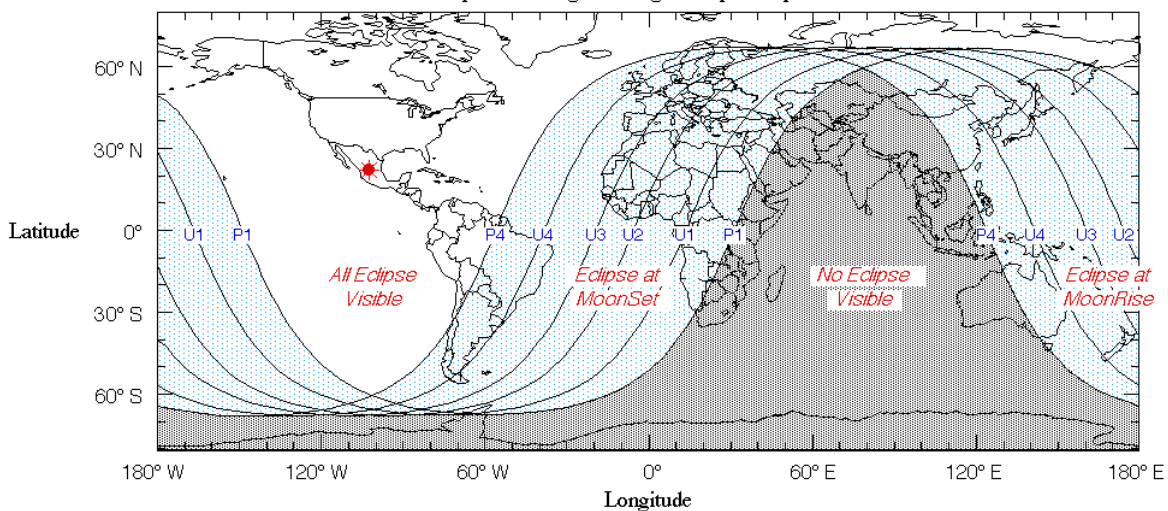 60° N
30° N
Latitude
0°
30° S
60° S
U1 P1 P4 U4 U3 U2 U1 P1 P4 U4 U3 U2
All Eclipse
Visible
Eclipse at
MoonSet
No Eclipse
Visible
Eclipse at
MoonRise
180° W 120° W 60° W 0° 60° E 120° E 180° E
Longitude